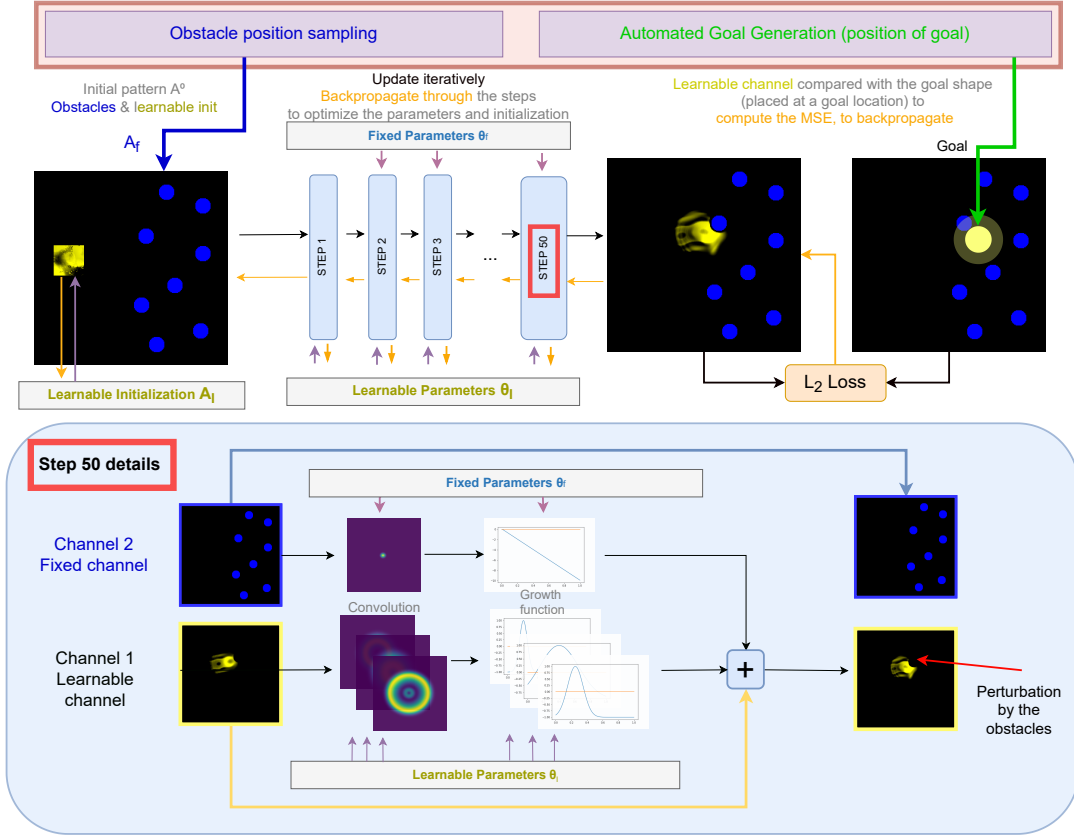 Obstacle position sampling
Automated Goal Generation (position of goal)
Initial pattern A⁰
Obstacles & learnable init
Update iteratively
Backpropagate through the steps
to optimize the parameters and initialization
Learnable channel compared with the goal shape
(placed at a goal location) to
compute the MSE, to backpropagate
A_f
Fixed Parameters θ_f
Goal
STEP 1
STEP 2
STEP 3
...
STEP 50
Learnable Initialization A_l
Learnable Parameters θ_l
L₂ Loss
Step 50 details
Fixed Parameters θ_f
Channel 2
Fixed channel
Convolution
Growth
function
Channel 1
Learnable
channel
+
Perturbation
by the
obstacles
Learnable Parameters θ_l